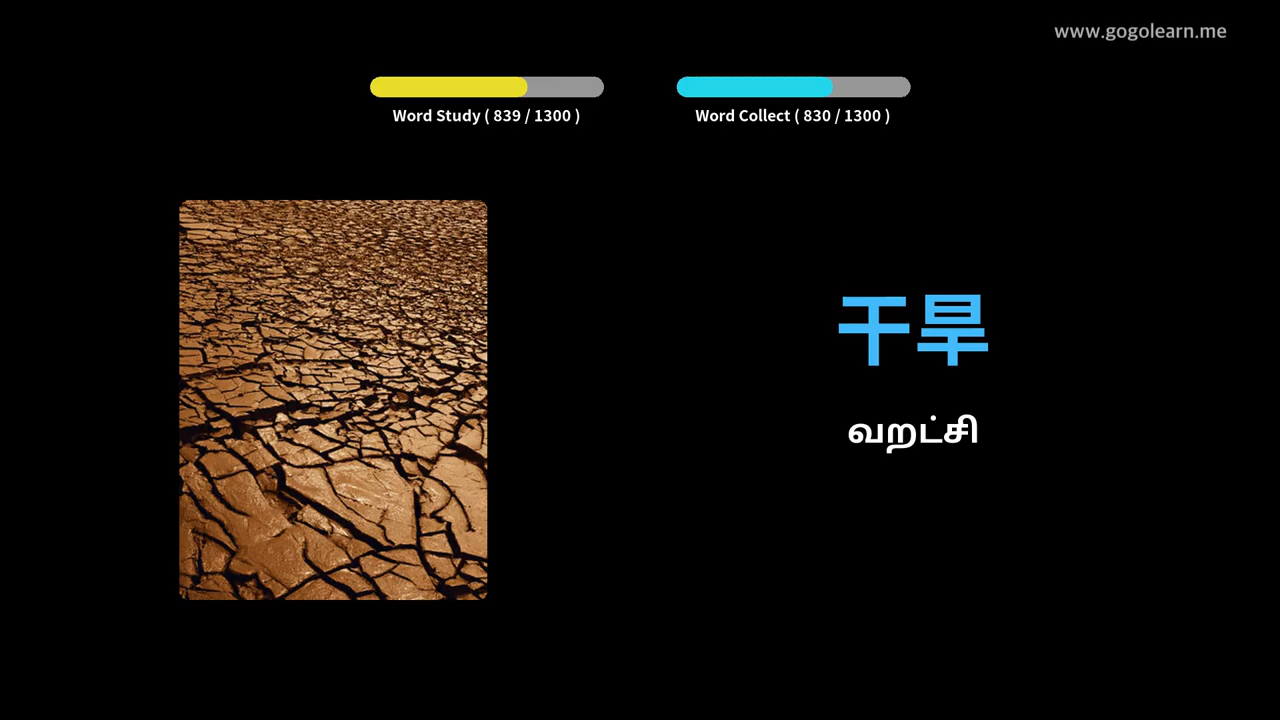 www.gogolearn.me
Word Study ( 839 / 1300 )
Word Collect ( 830 / 1300 )
干旱
வறட்சி